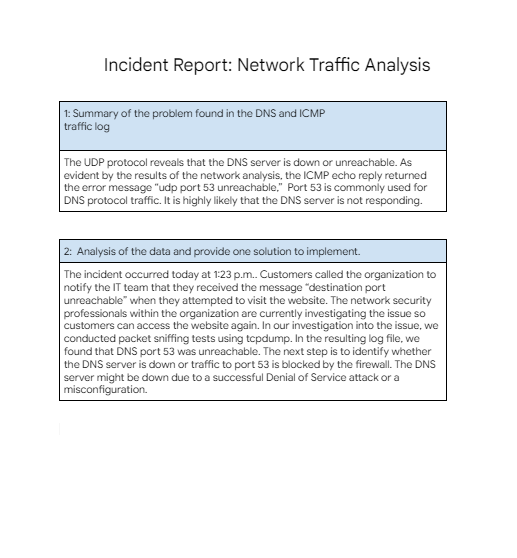 Incident Report: Network Traffic Analysis
1: Summary of the problem found in the DNS and ICMP
traffic log
The UDP protocol reveals that the DNS server is down or unreachable. As
evident by the results of the network analysis, the ICMP echo reply returned
the error message “udp port 53 unreachable,”  Port 53 is commonly used for
DNS protocol traffic. It is highly likely that the DNS server is not responding.
2:  Analysis of the data and provide one solution to implement.
The incident occurred today at 1:23 p.m.. Customers called the organization to
notify the IT team that they received the message “destination port
unreachable” when they attempted to visit the website. The network security
professionals within the organization are currently investigating the issue so
customers can access the website again. In our investigation into the issue, we
conducted packet sniffing tests using tcpdump. In the resulting log file, we
found that DNS port 53 was unreachable. The next step is to identify whether
the DNS server is down or traffic to port 53 is blocked by the firewall. The DNS
server might be down due to a successful Denial of Service attack or a
misconfiguration.